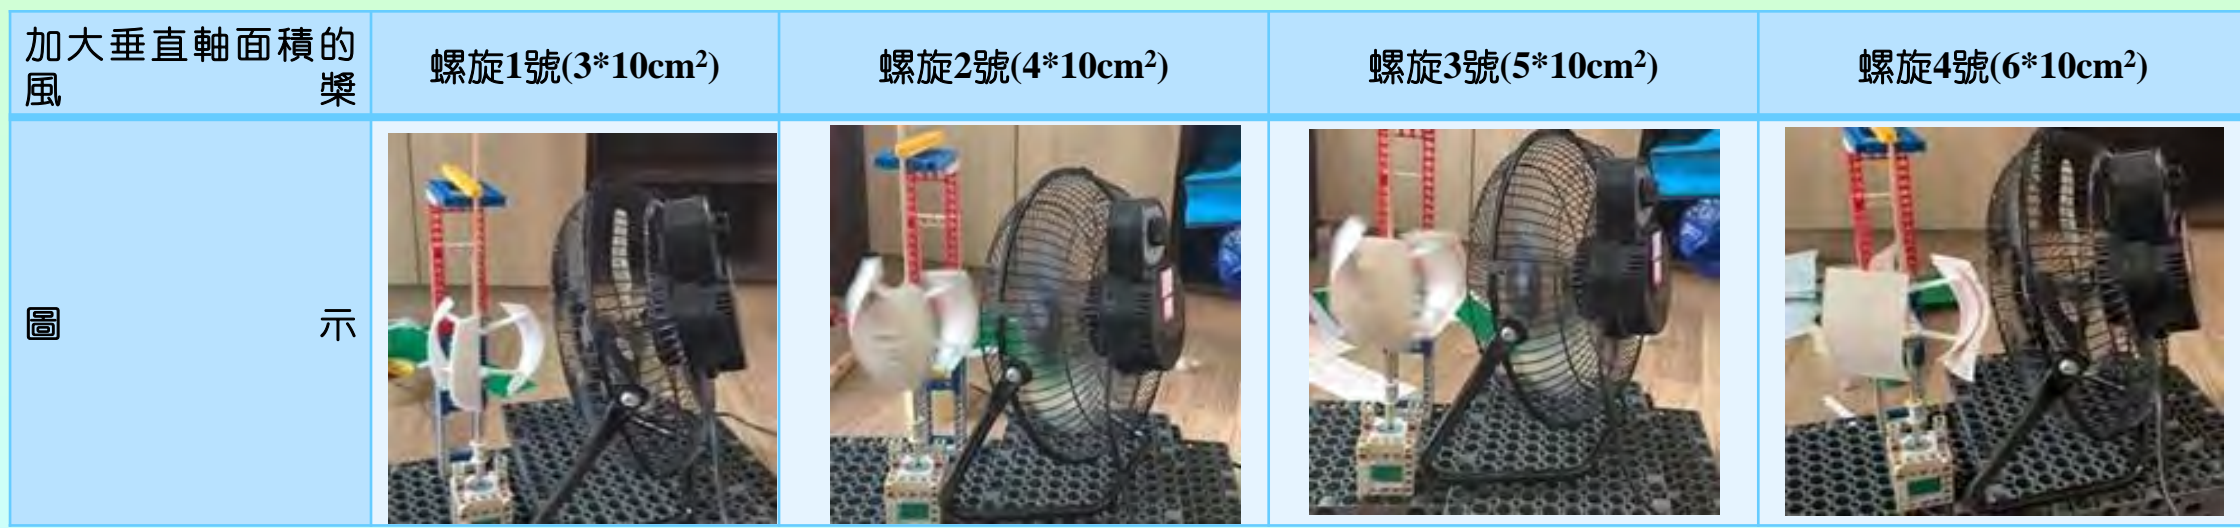 加大垂直軸面積的
風槳
螺旋1號(3*10cm²)
螺旋2號(4*10cm²)
螺旋3號(5*10cm²)
螺旋4號(6*10cm²)
圖示